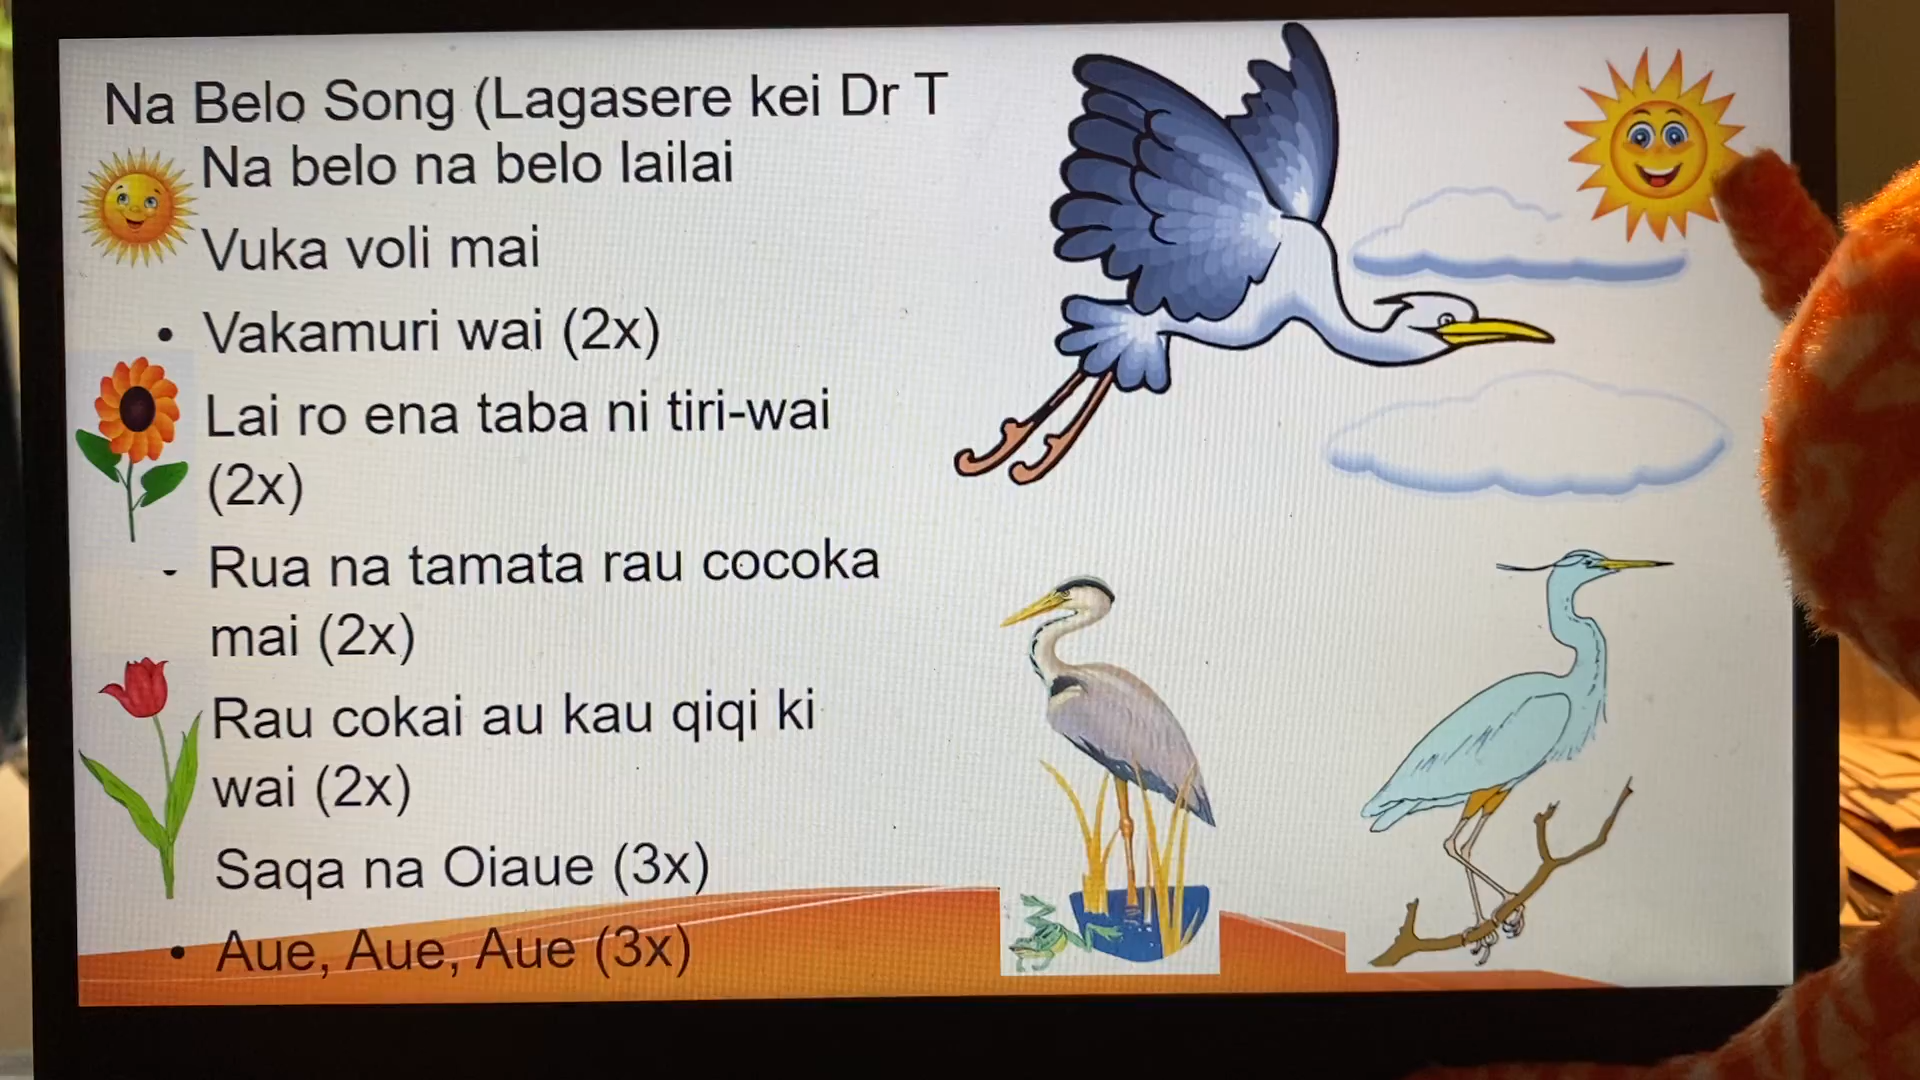 Na Belo Song (Lagasere kei Dr T
Na belo na belo lailai
Vuka voli mai
• Vakamuri wai (2x)
Lai ro ena taba ni tiri-wai
(2x)
- Rua na tamata rau cocoka
mai (2x)
Rau cokai au kau qiqi ki
wai (2x)
Saqa na Oiaue (3x)
• Aue, Aue, Aue (3x)